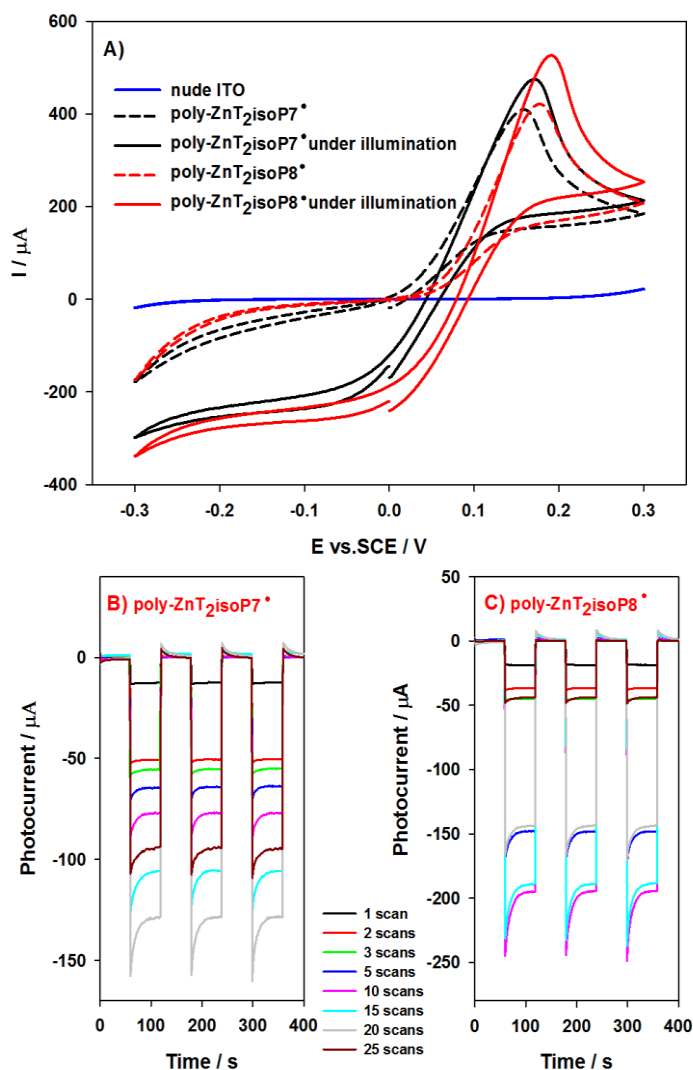 A)
nude ITO
poly-ZnT2isoP7•
poly-ZnT2isoP7• under illumination
poly-ZnT2isoP8•
poly-ZnT2isoP8• under illumination
I / μA
600
400
200
0
-200
-400
-0.3
-0.2
-0.1
0.0
0.1
0.2
0.3
E vs.SCE / V
B) poly-ZnT2isoP7•
Photocurrent / μA
0
-50
-100
-150
0
100
200
300
400
Time / s
1 scan
2 scans
3 scans
5 scans
10 scans
15 scans
20 scans
25 scans
C) poly-ZnT2isoP8•
Photocurrent / μA
50
0
-50
-100
-150
-200
-250
0
100
200
300
400
Time / s